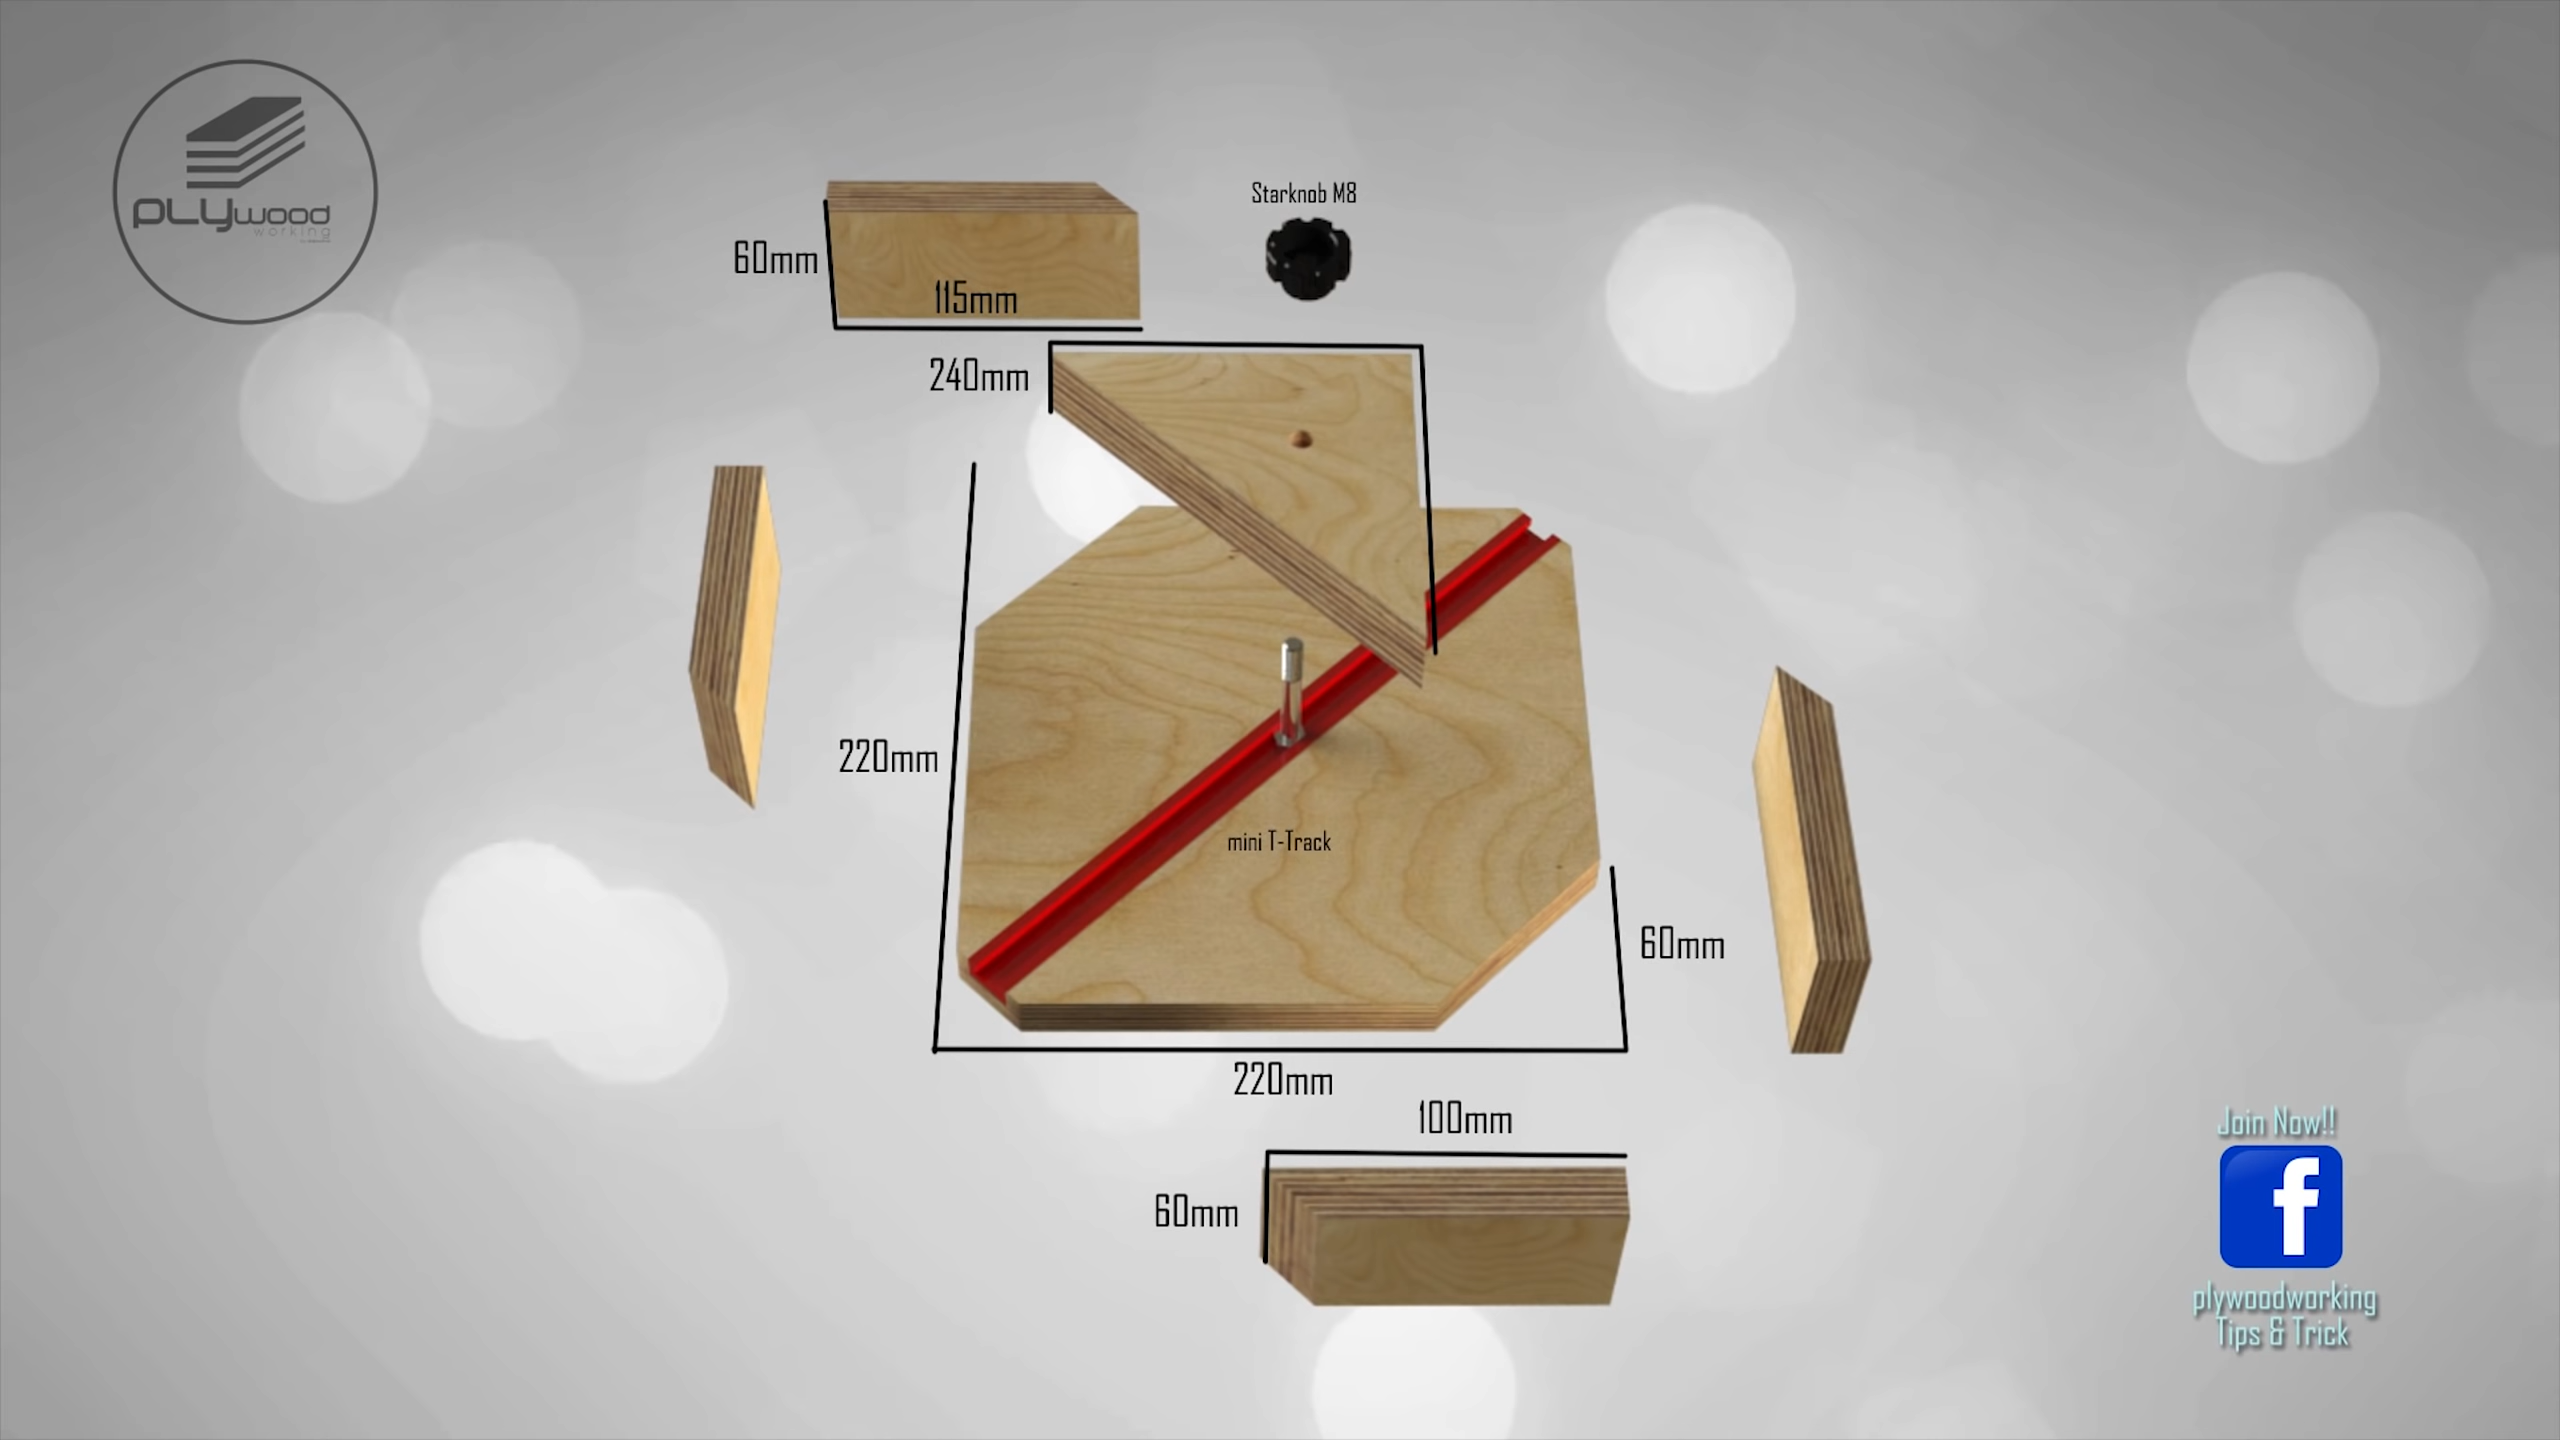 PLYwood
working
Starknob M8
60mm
115mm
240mm
220mm
mini T-Track
60mm
220mm
100mm
60mm
Join Now!!
f
plywoodworking
Tips & Trick